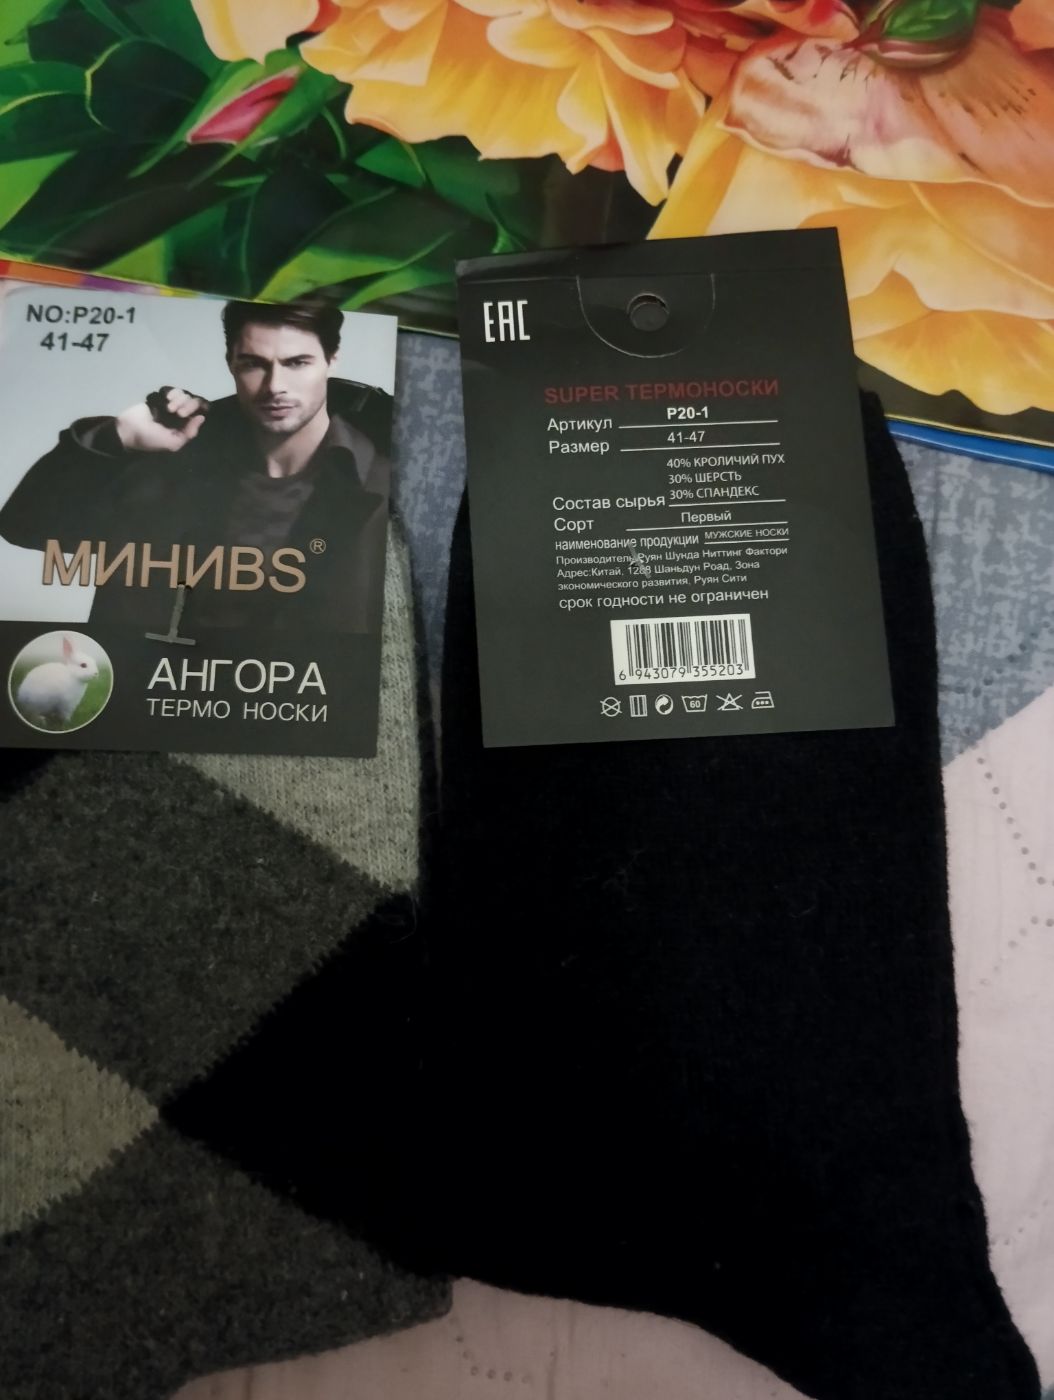 NO:P20-1
41-47
МИНИBS®
АНГОРА
ТЕРМО НОСКИ
EAC
SUPER ТЕРМОНОСКИ
Артикул P20-1
Размер 41-47
40% КРОЛИЧИЙ ПУХ
30% ШЕРСТЬ
Состав сырья 30% СПАНДЕКС
Сорт Первый
наименование продукции МУЖСКИЕ НОСКИ
Производитель:Руян Шунда Ниттинг Фактори
Адрес:Китай, 1268 Шаньдун Роад, Зона
экономического развития, Руян Сити
срок годности не ограничен
6 943079 355203
60